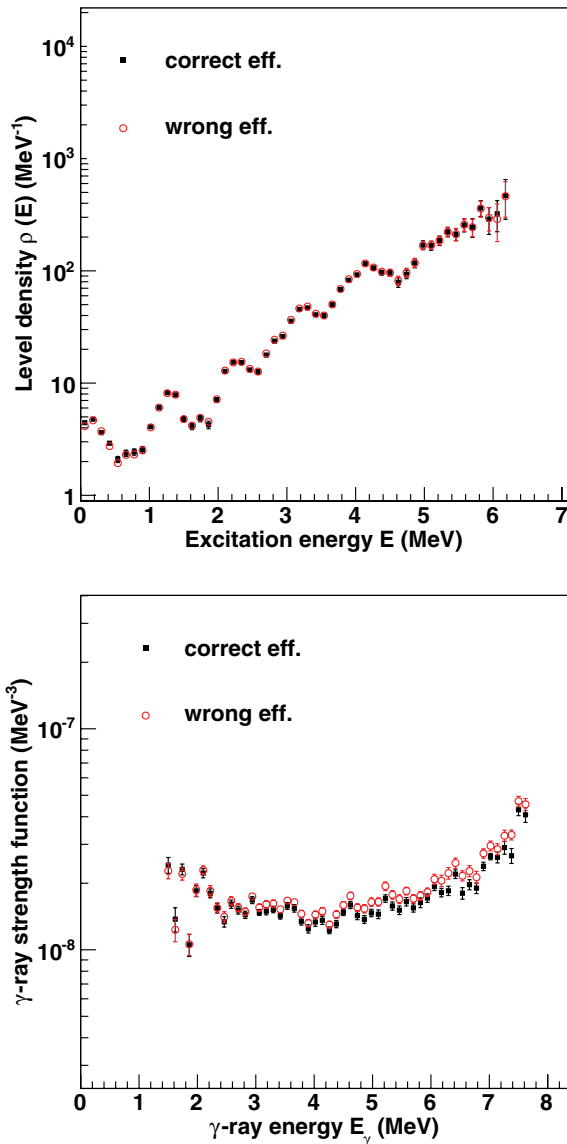 10⁴
correct eff.
wrong eff.
10³
10²
10
1
Level density ρ (E) (MeV⁻¹)
0 1 2 3 4 5 6 7
Excitation energy E (MeV)
correct eff.
wrong eff.
10⁻⁷
10⁻⁸
γ-ray strength function (MeV⁻³)
0 1 2 3 4 5 6 7 8
γ-ray energy Eᵧ (MeV)